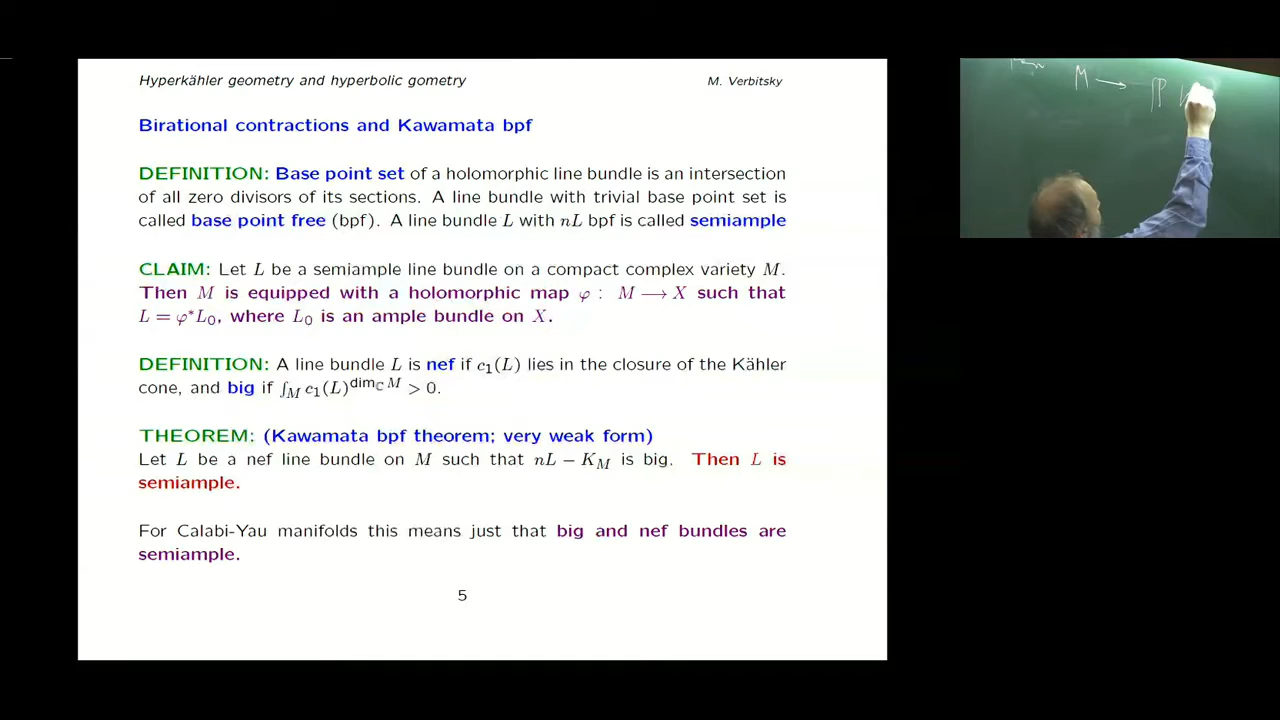 Hyperkähler geometry and hyperbolic gometry M. Verbitsky
Birational contractions and Kawamata bpf
DEFINITION: Base point set of a holomorphic line bundle is an intersection
of all zero divisors of its sections. A line bundle with trivial base point set is
called base point free (bpf). A line bundle L with nL bpf is called semiample
CLAIM: Let L be a semiample line bundle on a compact complex variety M.
Then M is equipped with a holomorphic map φ : M ⟶ X such that
L = φ*L₀, where L₀ is an ample bundle on X.
DEFINITION: A line bundle L is nef if c₁(L) lies in the closure of the Kähler
cone, and big if ∫_M c₁(L)^{dim_ℂ M} > 0.
THEOREM: (Kawamata bpf theorem; very weak form)
Let L be a nef line bundle on M such that nL − K_M is big. Then L is
semiample.
For Calabi-Yau manifolds this means just that big and nef bundles are
semiample.
5
M ⟶ ℙ